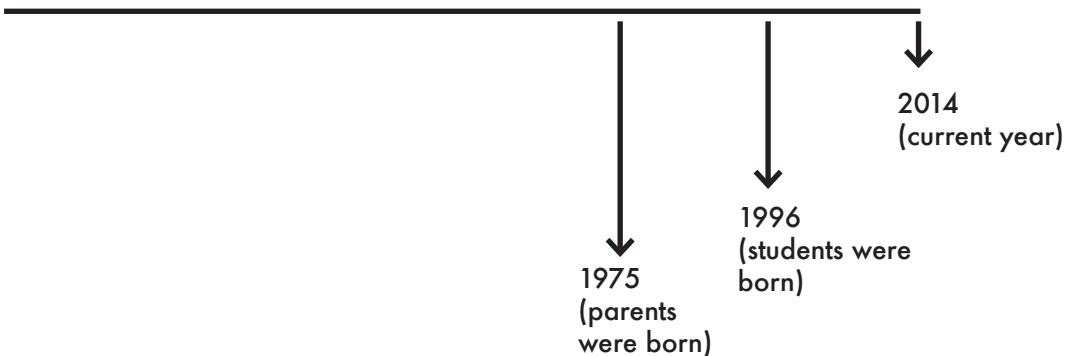 2014
(current year)
1996
(students were
born)
1975
(parents
were born)